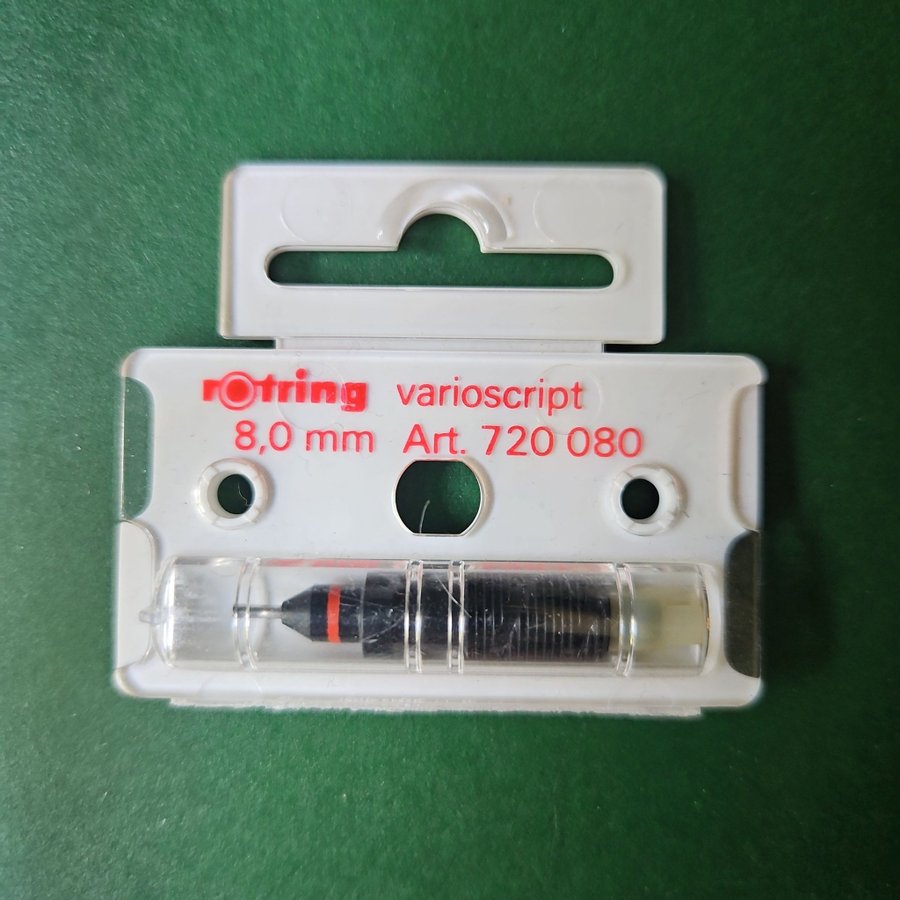 rotring varioscript
8,0 mm Art. 720 080